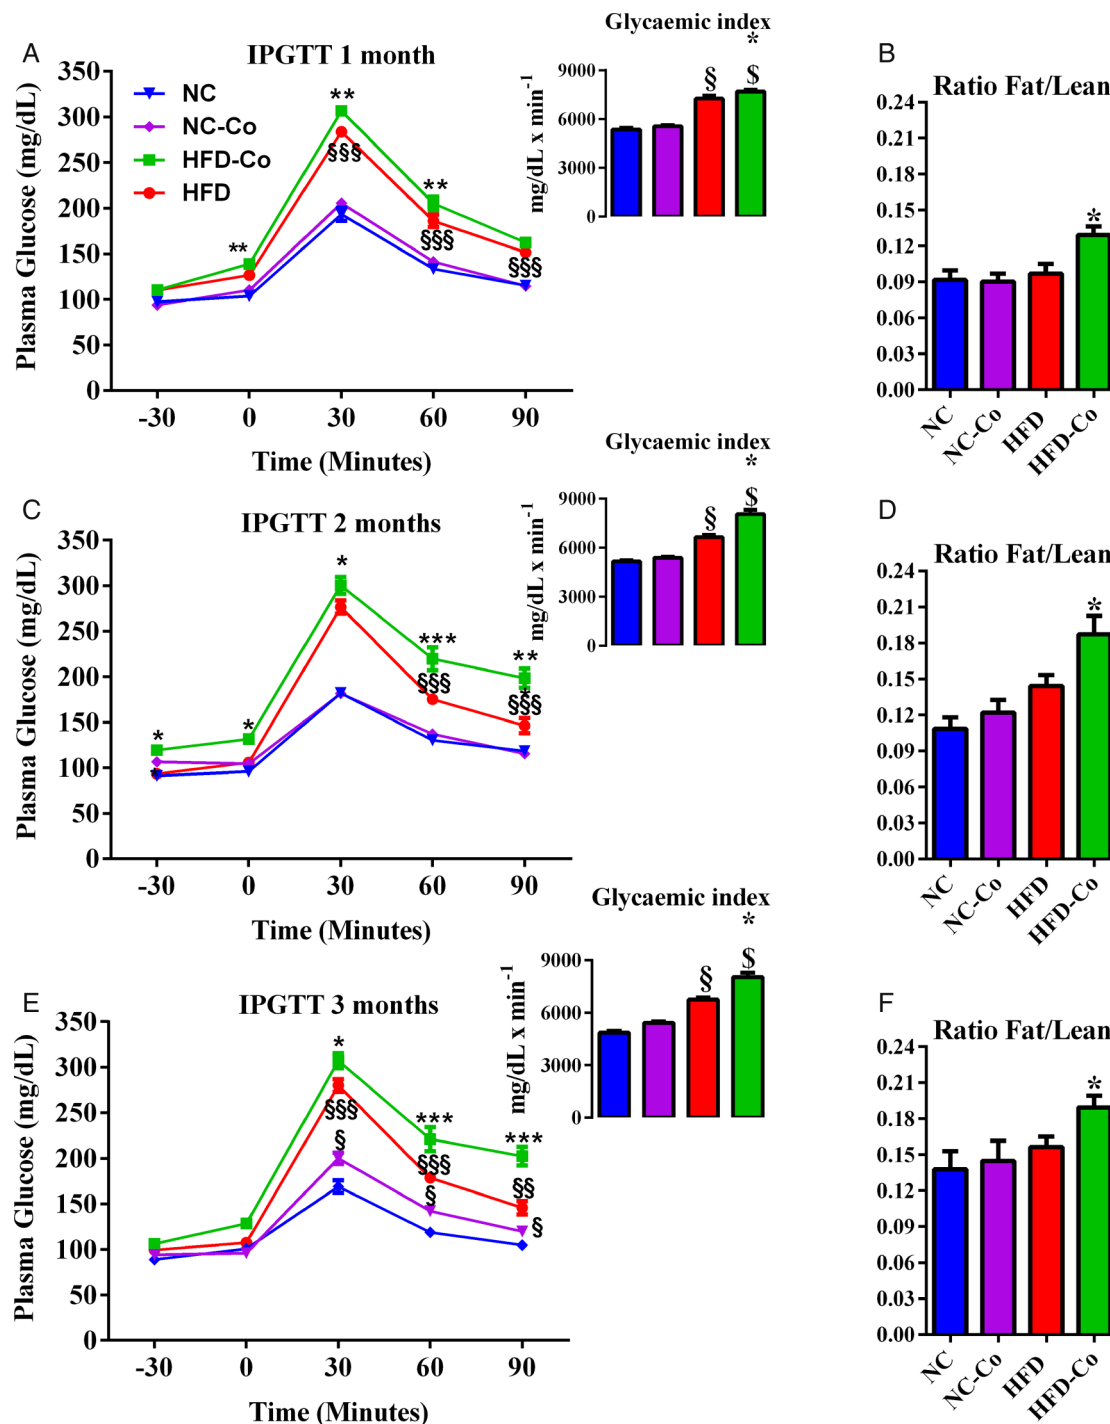 A
IPGTT 1 month
Plasma Glucose (mg/dL)
350
300
250
200
150
100
50
0
NC
NC-Co
HFD-Co
HFD
**
**
§§§
**
§§§
§§§
-30 0 30 60 90
Time (Minutes)
Glycaemic index
mg/dL x min-1
9000
6000
3000
0
§
*
$
B
Ratio Fat/Lean
0.24
0.21
0.18
0.15
0.12
0.09
0.06
0.03
0.00
*
NC NC-Co HFD HFD-Co
C
IPGTT 2 months
Plasma Glucose (mg/dL)
350
300
250
200
150
100
50
0
*
*
*
***
§§§
**
*
§§§
-30 0 30 60 90
Time (Minutes)
Glycaemic index
mg/dL x min-1
9000
6000
3000
0
§
*
$
D
Ratio Fat/Lean
0.24
0.21
0.18
0.15
0.12
0.09
0.06
0.03
0.00
*
NC NC-Co HFD HFD-Co
E
IPGTT 3 months
Plasma Glucose (mg/dL)
350
300
250
200
150
100
50
0
*
§§§
§
***
§§§
§
***
§§
§
-30 0 30 60 90
Time (Minutes)
Glycaemic index
mg/dL x min-1
9000
6000
3000
0
§
*
$
F
Ratio Fat/Lean
0.24
0.21
0.18
0.15
0.12
0.09
0.06
0.03
0.00
*
NC NC-Co HFD HFD-Co